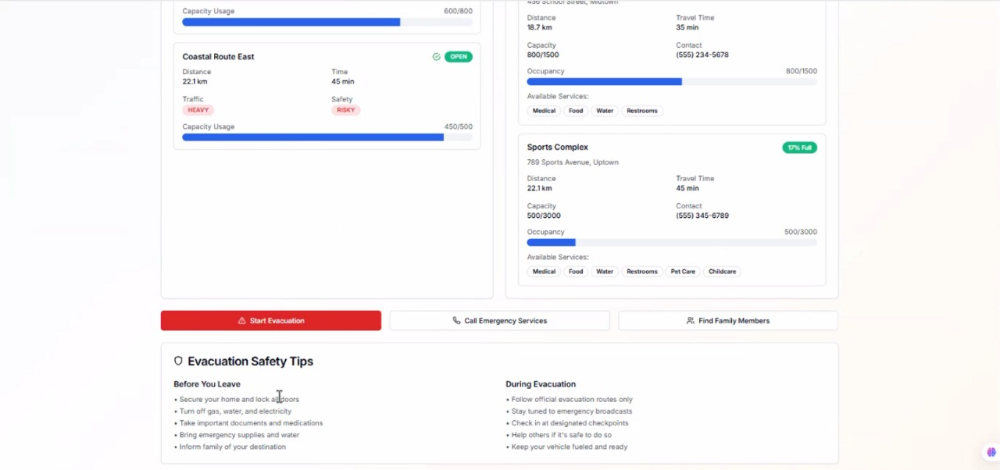 Capacity Usage 600/800
Coastal Route East OPEN
Distance Time
22.1 km 45 min
Traffic Safety
HEAVY RISKY
Capacity Usage 450/500
456 School Street, Midtown
Distance Travel Time
18.7 km 35 min
Capacity Contact
800/1500 (555) 234-5678
Occupancy 800/1500
Available Services:
Medical Food Water Restrooms
Sports Complex 17% Full
789 Sports Avenue, Uptown
Distance Travel Time
22.1 km 45 min
Capacity Contact
500/3000 (555) 345-6789
Occupancy 500/3000
Available Services:
Medical Food Water Restrooms Pet Care Childcare
Start Evacuation Call Emergency Services Find Family Members
Evacuation Safety Tips
Before You Leave
• Secure your home and lock all doors
• Turn off gas, water, and electricity
• Take important documents and medications
• Bring emergency supplies and water
• Inform family of your destination
During Evacuation
• Follow official evacuation routes only
• Stay tuned to emergency broadcasts
• Check in at designated checkpoints
• Help others if it's safe to do so
• Keep your vehicle fueled and ready